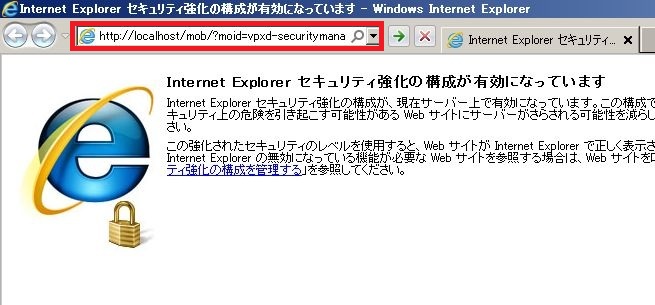 Internet Explorer セキュリティ強化の構成が有効になっています - Windows Internet Explorer
http://localhost/mob/?moid=vpxd-securitymana
Internet Explorer セキュリティ...
Internet Explorer セキュリティ強化の構成が有効になっています
Internet Explorer セキュリティ強化の構成が、現在サーバー上で有効になっています。この構成で
キュリティ上の危険を引き起こす可能性がある Web サイトにサーバーがさらされる可能性を減らし
さい。
この強化されたセキュリティのレベルを使用すると、Web サイトが Internet Explorer で正しく表示さ
Internet Explorer の無効になっている機能が必要な Web サイトを参照する場合は、Web サイトを
ティ強化の構成を管理する」を参照してください。